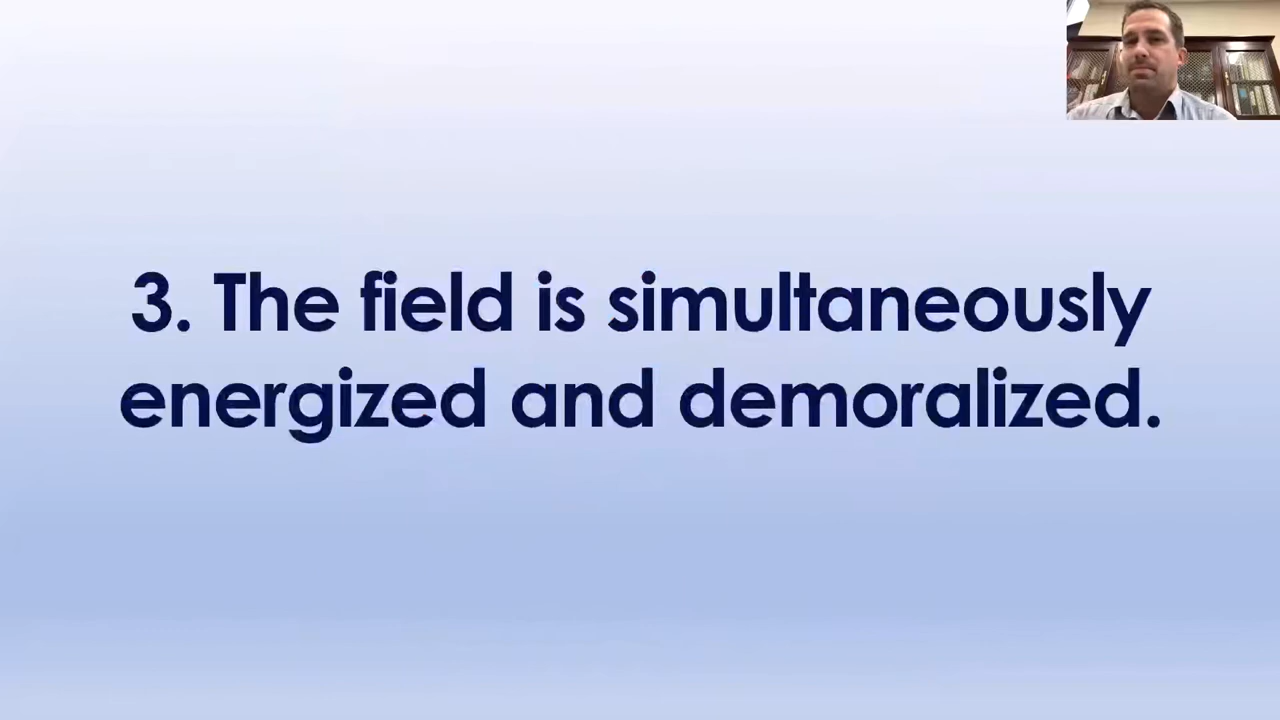 3. The field is simultaneously
energized and demoralized.